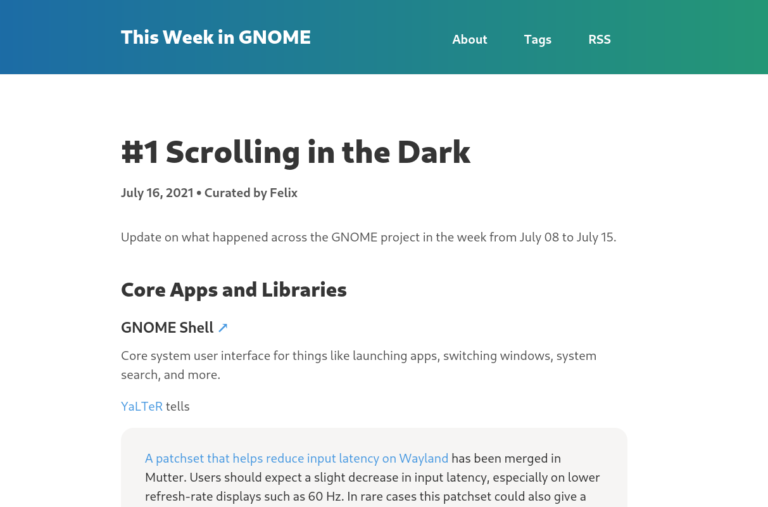 This Week in GNOME
About
Tags
RSS
#1 Scrolling in the Dark
July 16, 2021 • Curated by Felix
Update on what happened across the GNOME project in the week from July 08 to July 15.
Core Apps and Libraries
GNOME Shell ↗
Core system user interface for things like launching apps, switching windows, system
search, and more.
YaLTeR tells
A patchset that helps reduce input latency on Wayland has been merged in
Mutter. Users should expect a slight decrease in input latency, especially on lower
refresh-rate displays such as 60 Hz. In rare cases this patchset could also give a